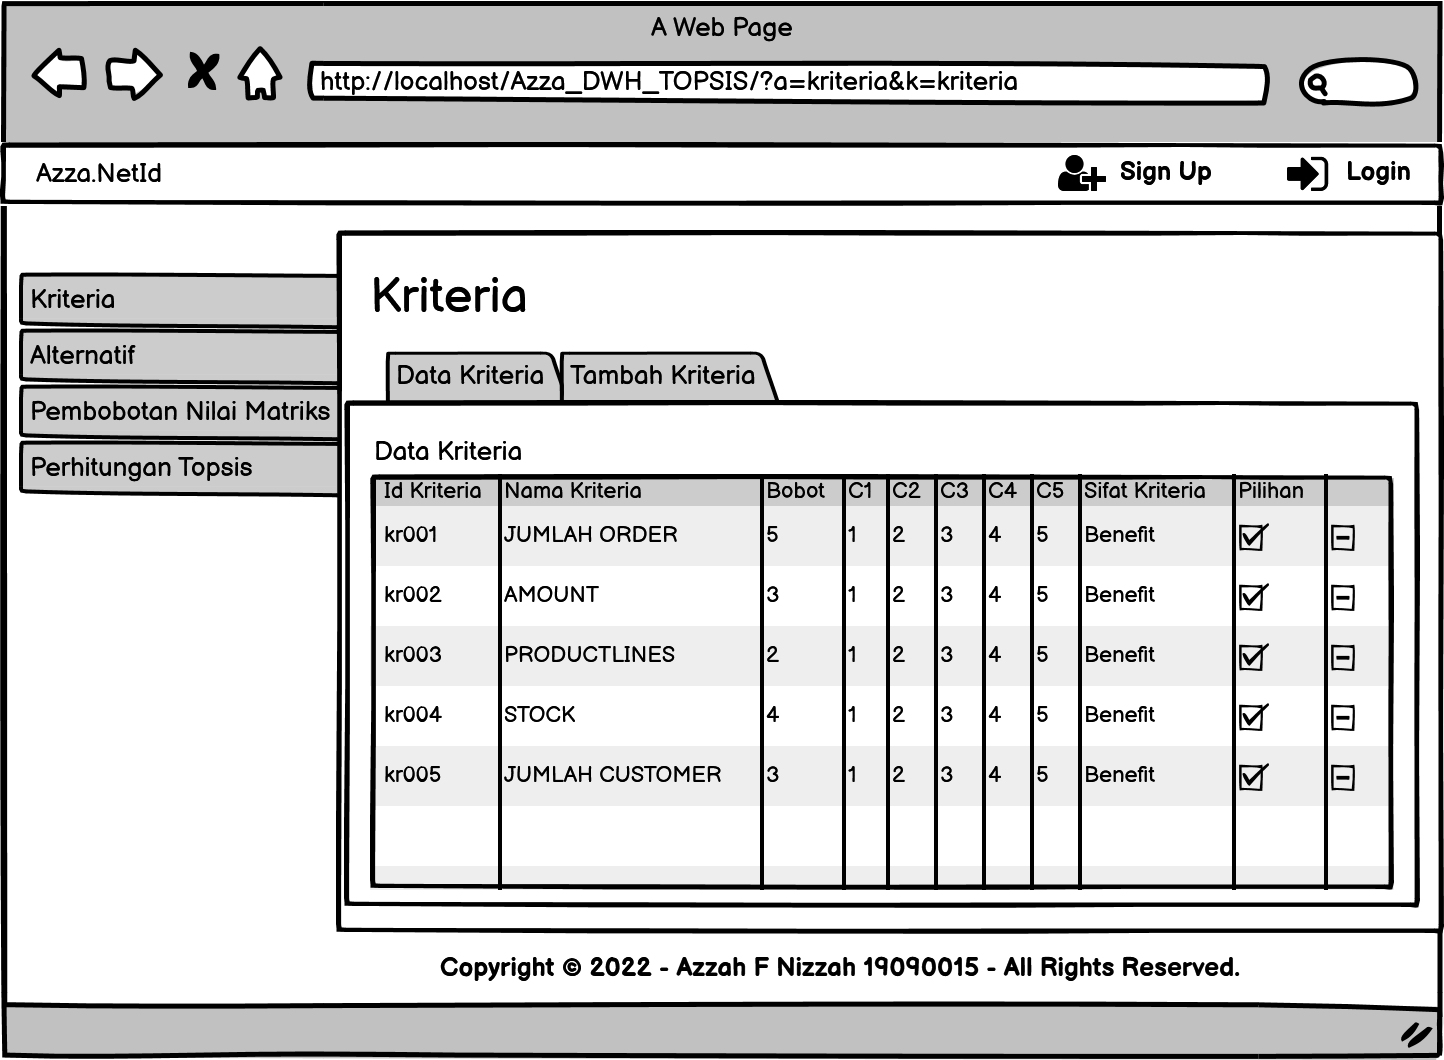 A Web Page
http://localhost/Azza_DWH_TOPSIS/?a=kriteria&k=kriteria
Azza.NetId
Sign Up
Login
Kriteria
Alternatif
Pembobotan Nilai Matriks
Perhitungan Topsis
Kriteria
Data Kriteria Tambah Kriteria
Data Kriteria
Id Kriteria Nama Kriteria Bobot C1 C2 C3 C4 C5 Sifat Kriteria Pilihan
kr001 JUMLAH ORDER 5 1 2 3 4 5 Benefit
kr002 AMOUNT 3 1 2 3 4 5 Benefit
kr003 PRODUCTLINES 2 1 2 3 4 5 Benefit
kr004 STOCK 4 1 2 3 4 5 Benefit
kr005 JUMLAH CUSTOMER 3 1 2 3 4 5 Benefit
Copyright © 2022 - Azzah F Nizzah 19090015 - All Rights Reserved.